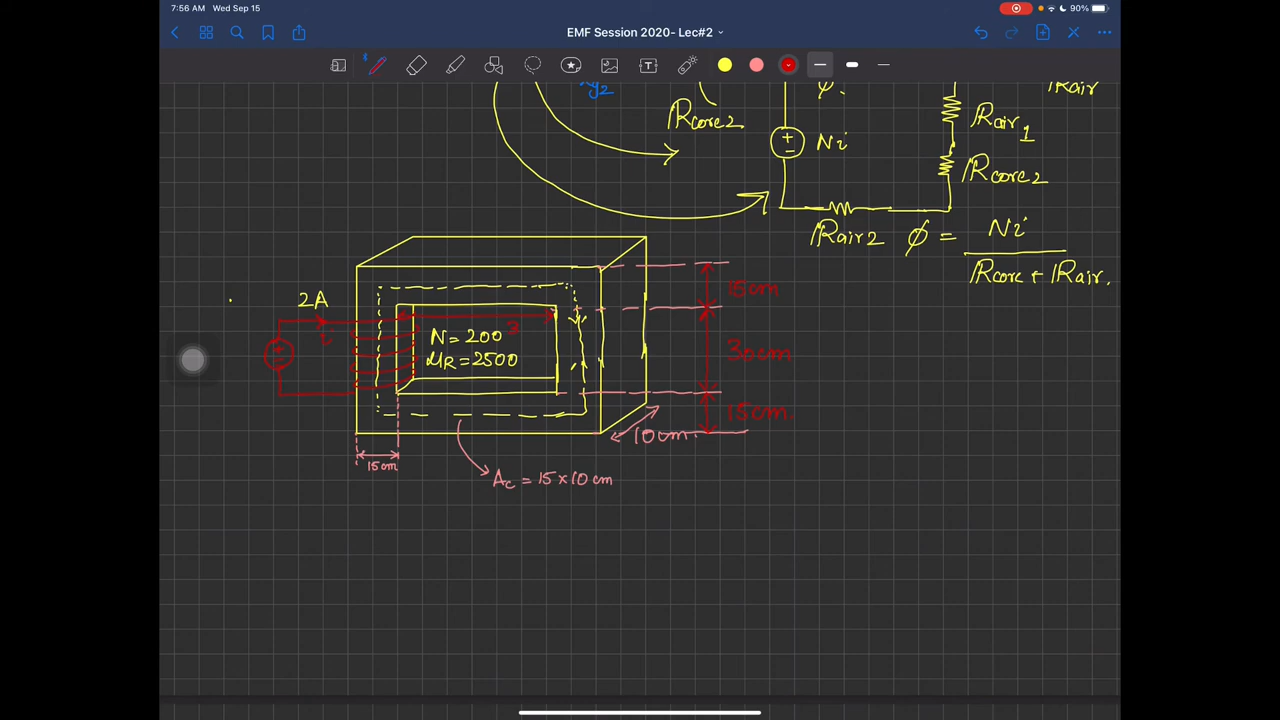 7:56 AM Wed Sep 15
90%
EMF Session 2020- Lec#2
ϕ.
Rair
Rcore2
Rair1
Ni
Rcore2
Rair2
ϕ = Ni / Rcore + Rair.
2A
i
N = 200
3
μR = 2500
15cm
30cm
15cm.
10cm.
15cm
Ac = 15 x 10 cm